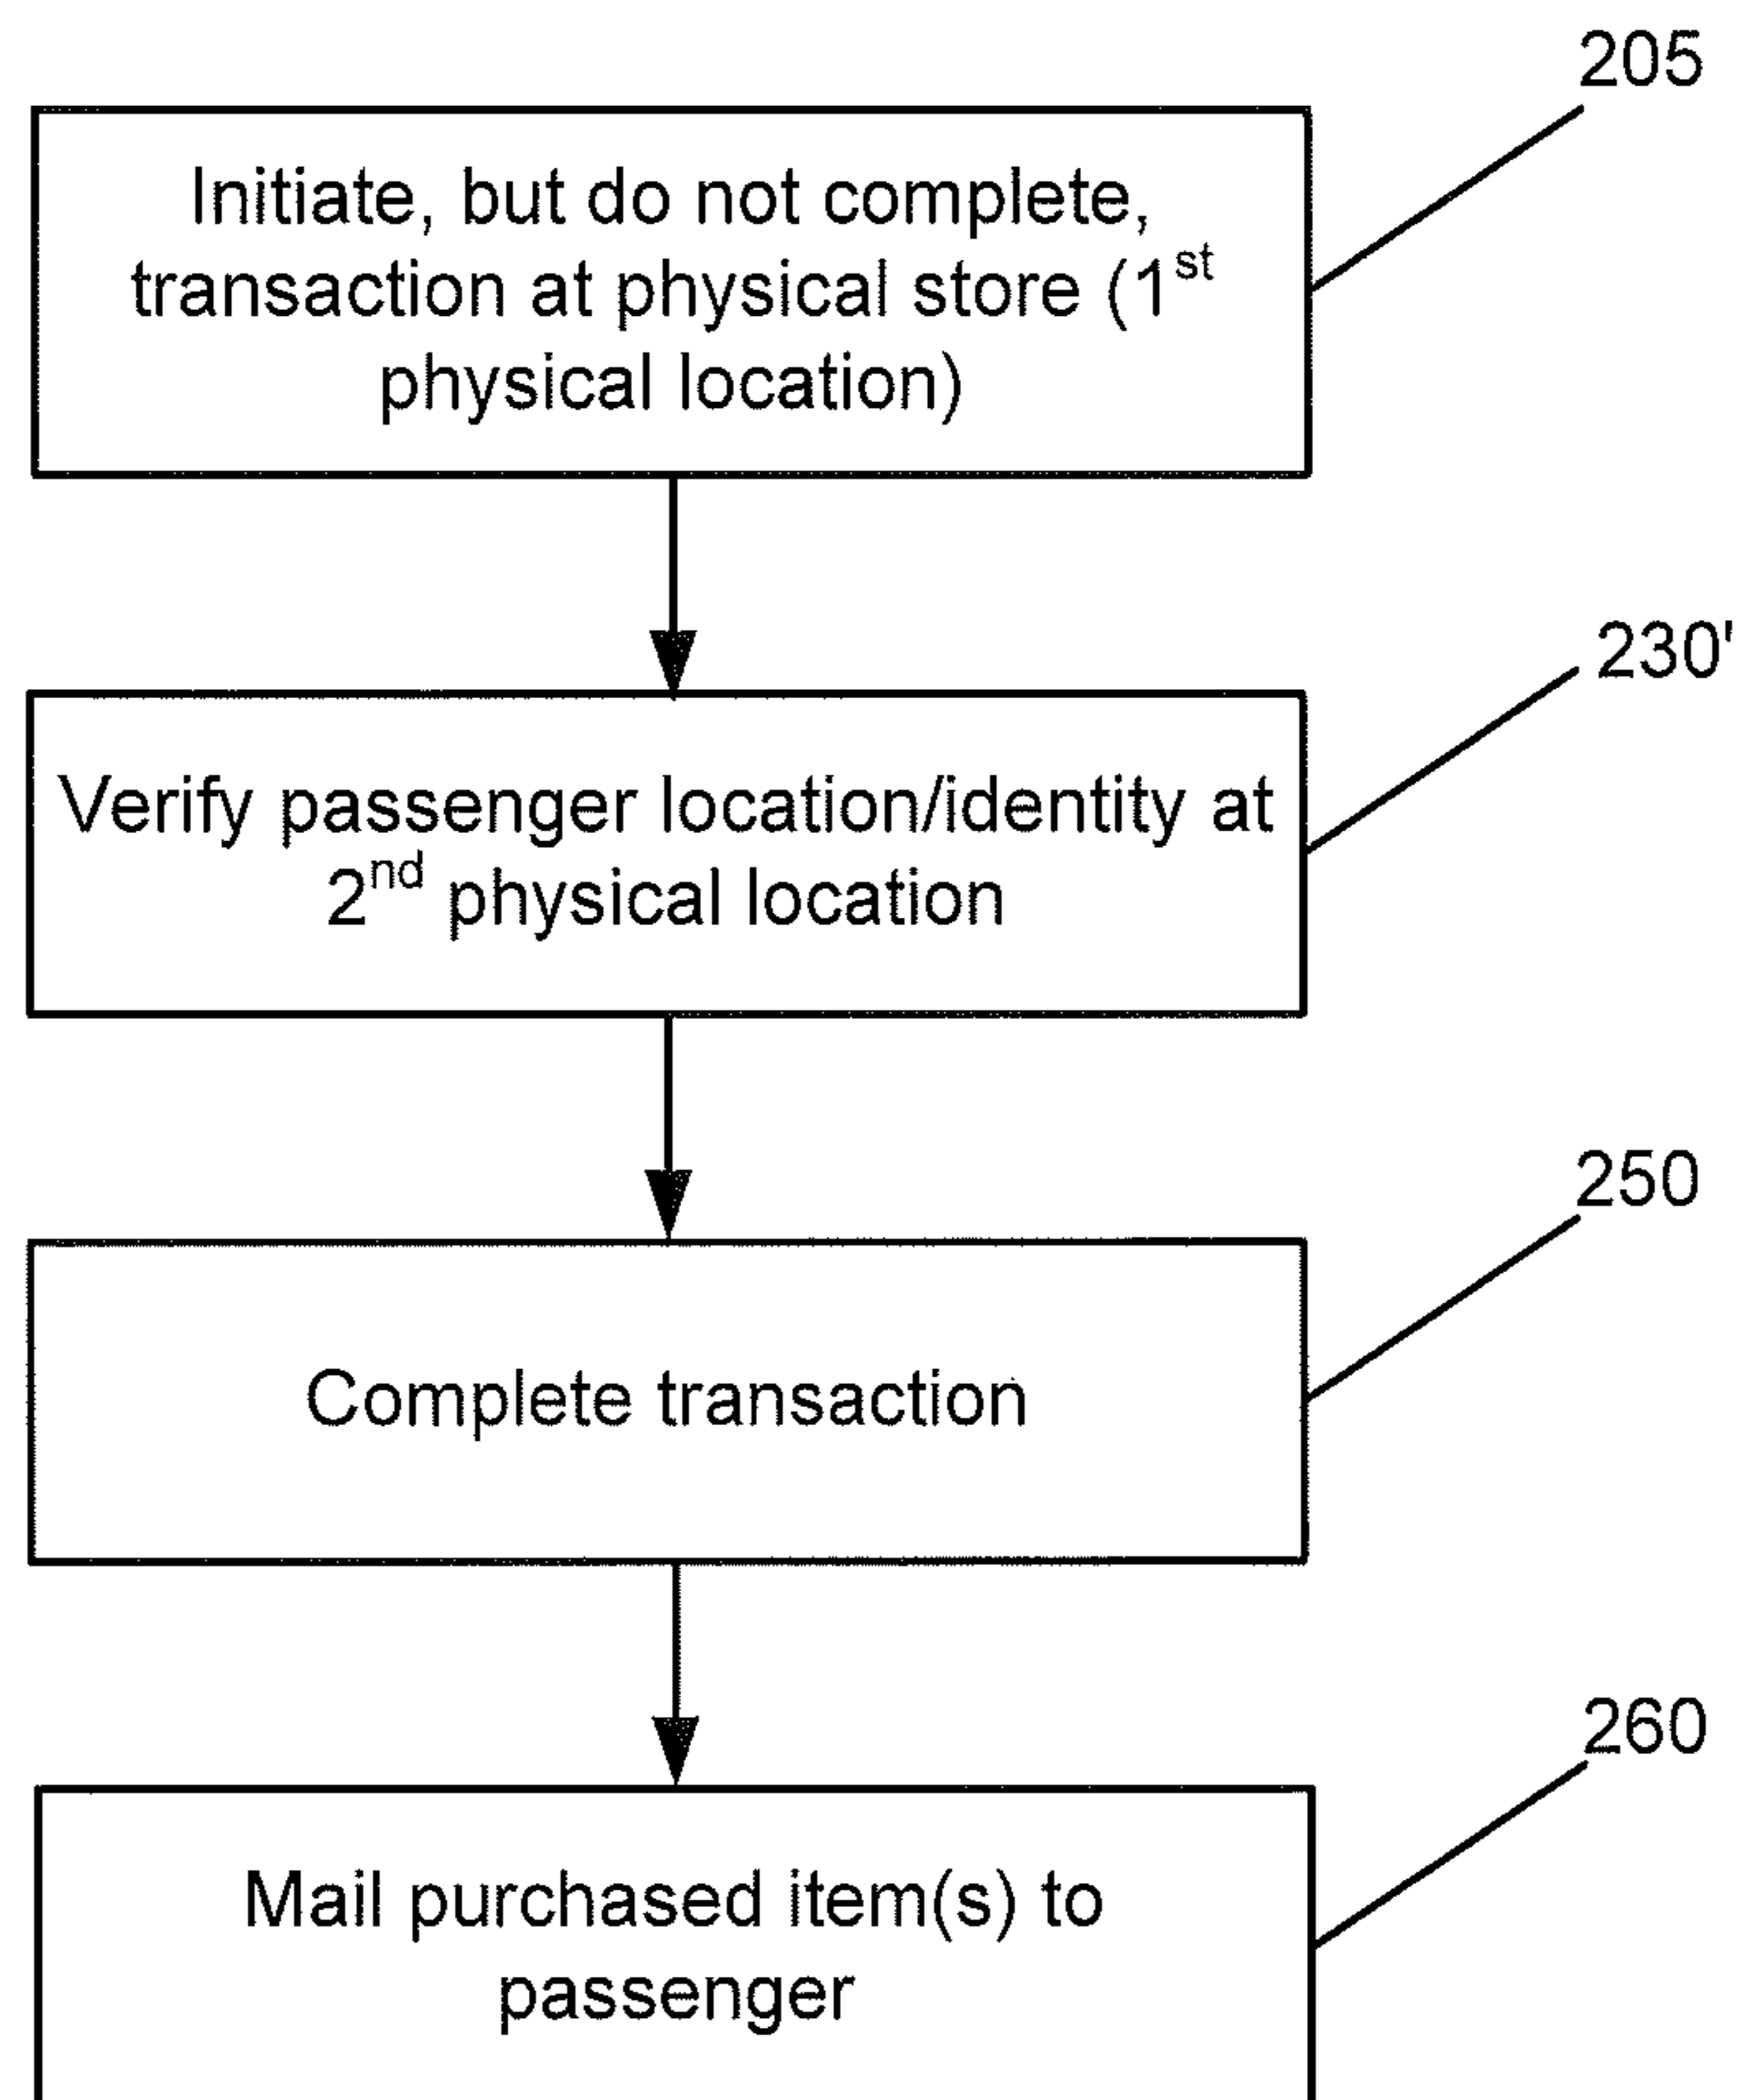 205
Initiate, but do not complete,
transaction at physical store (1st
physical location)
230'
Verify passenger location/identity at
2nd physical location
250
Complete transaction
260
Mail purchased item(s) to
passenger